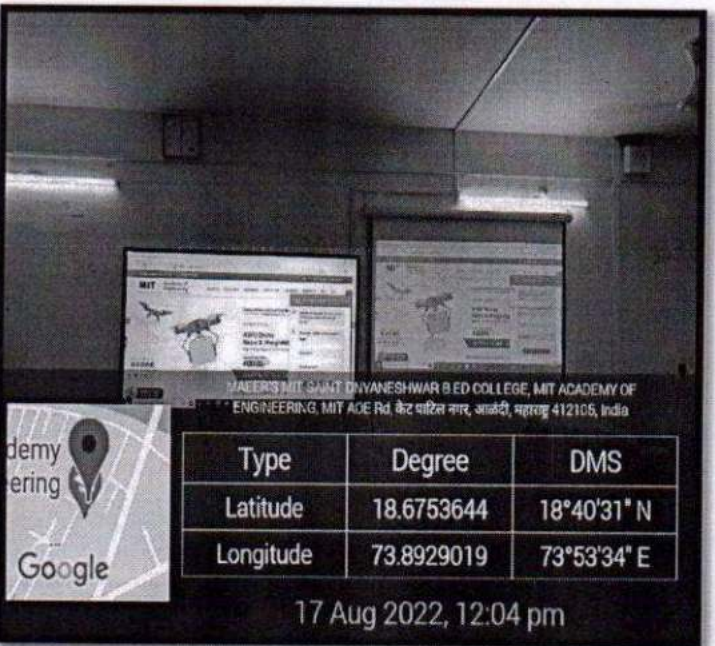 MIT
MAEER'S MIT SAINT DNYANESHWAR B.ED COLLEGE, MIT ACADEMY OF
ENGINEERING, MIT AOE Rd, केट पाटिल नगर, आळंदी, महाराष्ट्र 412105, India
demy
ering
Google
Type Degree DMS
Latitude 18.6753644 18°40'31" N
Longitude 73.8929019 73°53'34" E
17 Aug 2022, 12:04 pm